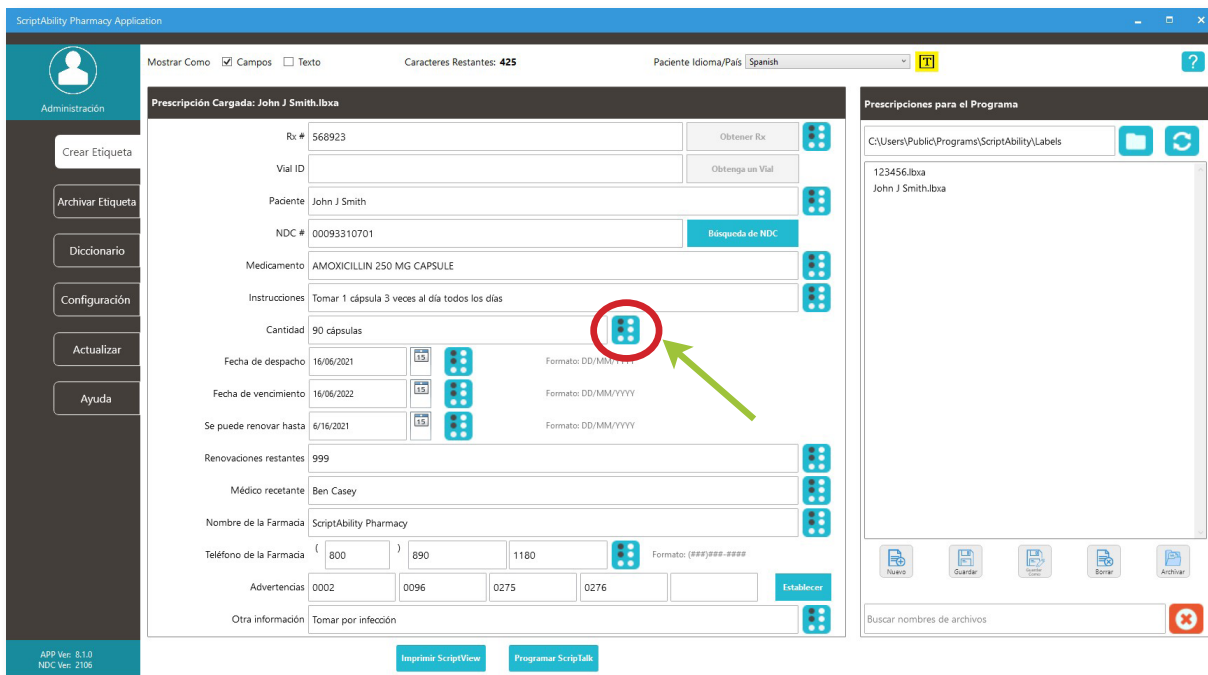 ScriptAbility Pharmacy Application
Administración
Crear Etiqueta
Archivar Etiqueta
Diccionario
Configuración
Actualizar
Ayuda
APP Ver: 8.1.0
NDC Ver: 2106
Mostrar Como Campos Texto Caracteres Restantes: 425 Paciente Idioma/País Spanish T ?
Prescripción Cargada: John J Smith.lbxa
Rx # 568923 Obtener Rx
Vial ID Obtenga un Vial
Paciente John J Smith
NDC # 00093310701 Búsqueda de NDC
Medicamento AMOXICILLIN 250 MG CAPSULE
Instrucciones Tomar 1 cápsula 3 veces al día todos los días
Cantidad 90 cápsulas
Fecha de despacho 16/06/2021 15 Formato: DD/MM/YYYY
Fecha de vencimiento 16/06/2022 15 Formato: DD/MM/YYYY
Se puede renovar hasta 6/16/2021 15 Formato: DD/MM/YYYY
Renovaciones restantes 999
Médico recetante Ben Casey
Nombre de la Farmacia ScriptAbility Pharmacy
Teléfono de la Farmacia ( 800 ) 890 1180 Formato: (###)###-####
Advertencias 0002 0096 0275 0276 Establecer
Otra información Tomar por infección
Imprimir ScriptView Programar ScripTalk
Prescripciones para el Programa
C:\Users\Public\Programs\ScriptAbility\Labels
123456.lbxa
John J Smith.lbxa
Nuevo Guardar Guardar Como Borrar Archivar
Buscar nombres de archivos